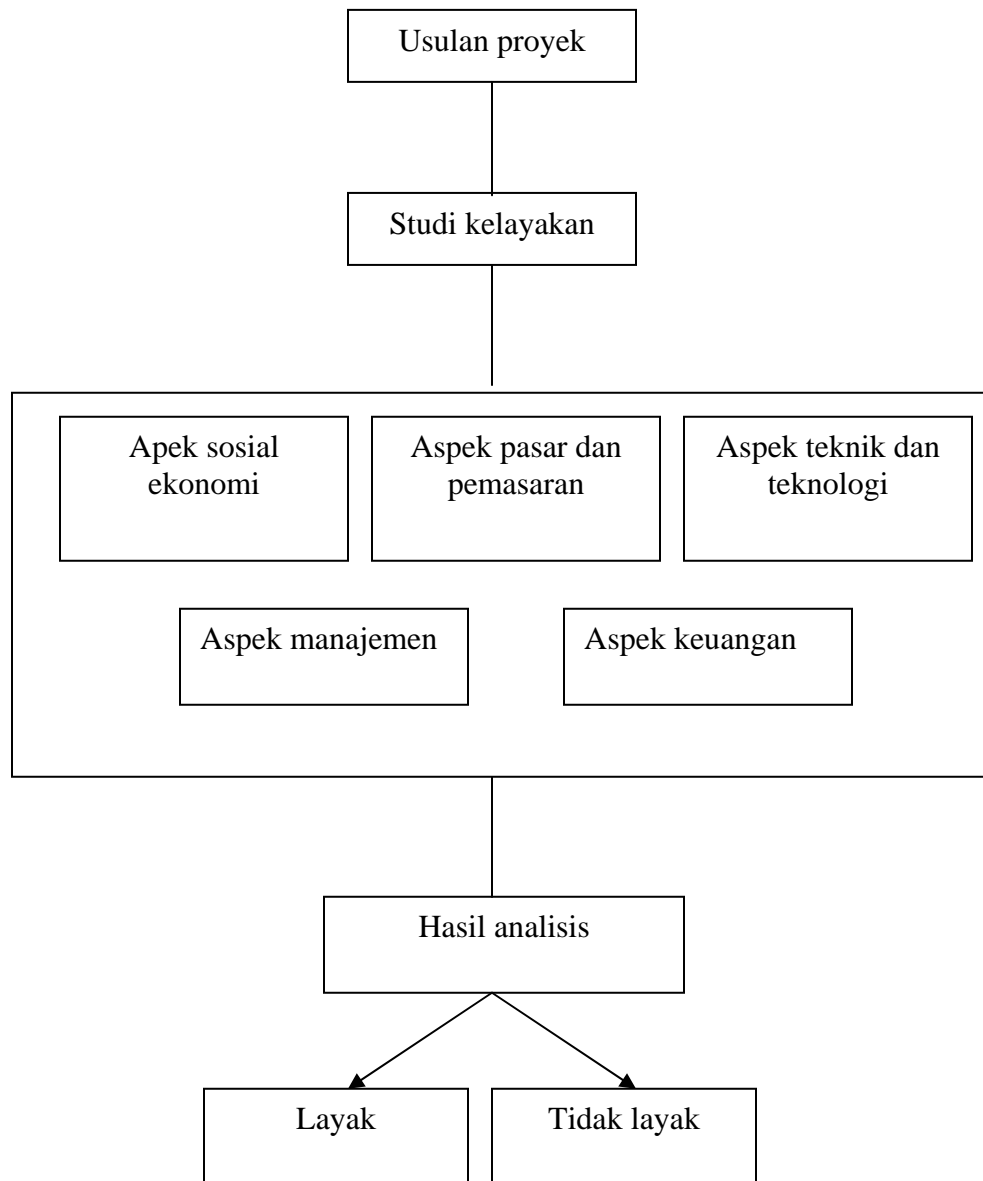 Usulan proyek
Studi kelayakan
Apek sosial
ekonomi
Aspek pasar dan
pemasaran
Aspek teknik dan
teknologi
Aspek manajemen
Aspek keuangan
Hasil analisis
Layak
Tidak layak